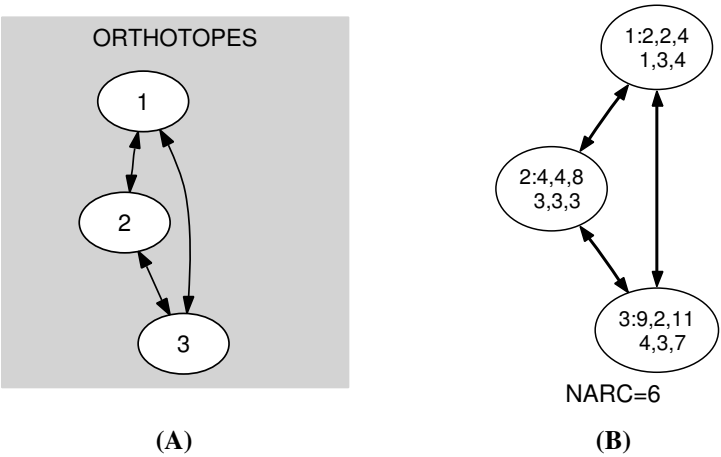 ORTHOTOPES
1
2
3
(A)
1:2,2,4
1,3,4
2:4,4,8
3,3,3
3:9,2,11
4,3,7
NARC=6
(B)